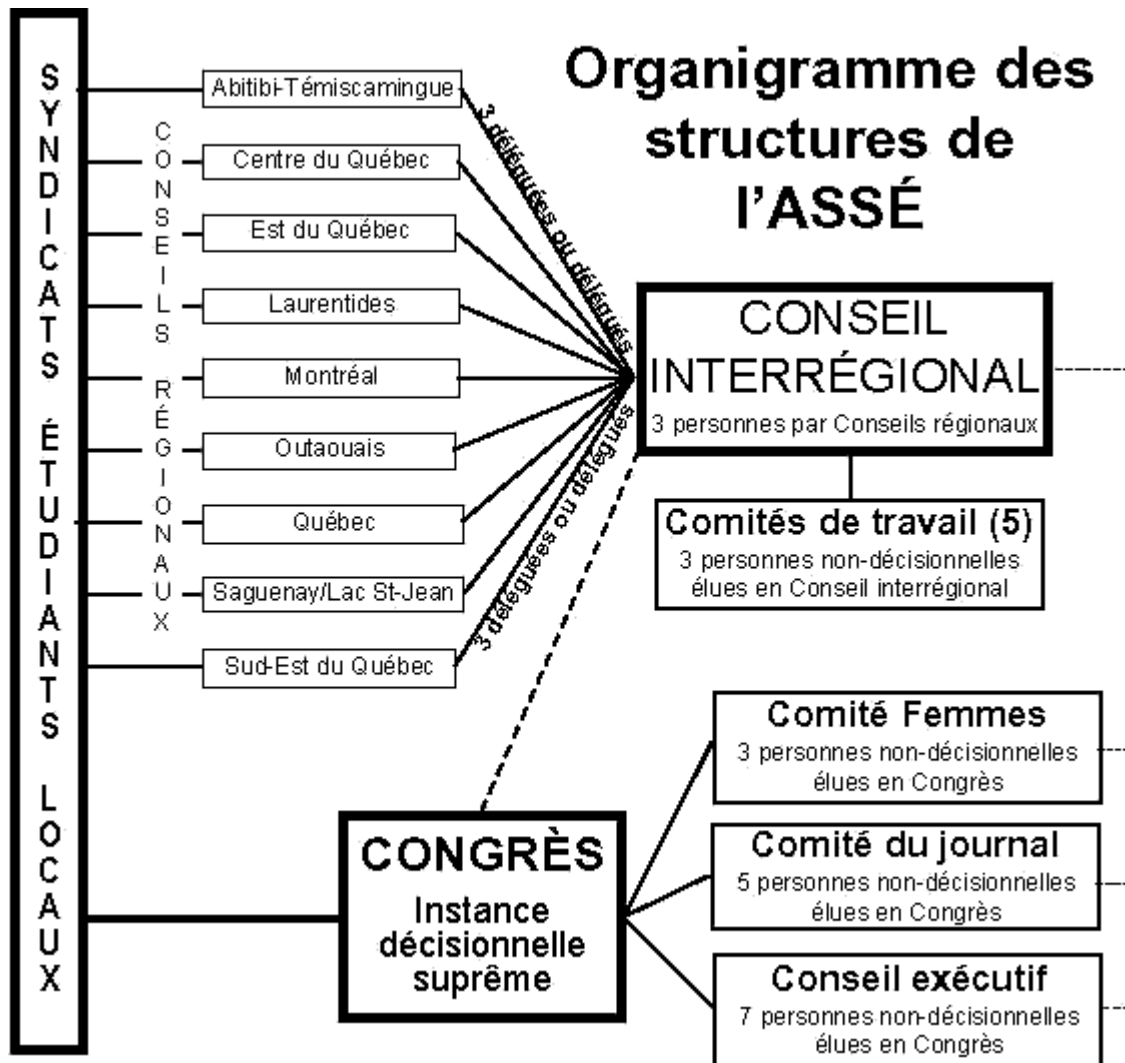 Organigramme des
structures de
l'ASSÉ
SYNDICATS ÉTUDIANTS LOCAUX
CONSEILS RÉGIONAUX
Abitibi-Témiscamingue
Centre du Québec
Est du Québec
Laurentides
Montréal
Outaouais
Québec
Saguenay/Lac St-Jean
Sud-Est du Québec
3 déléguées ou délégués
3 déléguées ou délégués
CONSEIL
INTERRÉGIONAL
3 personnes par Conseils régionaux
Comités de travail (5)
3 personnes non-décisionnelles
élues en Conseil interrégional
CONGRÈS
Instance
décisionnelle
suprême
Comité Femmes
3 personnes non-décisionnelles
élues en Congrès
Comité du journal
5 personnes non-décisionnelles
élues en Congrès
Conseil exécutif
7 personnes non-décisionnelles
élues en Congrès